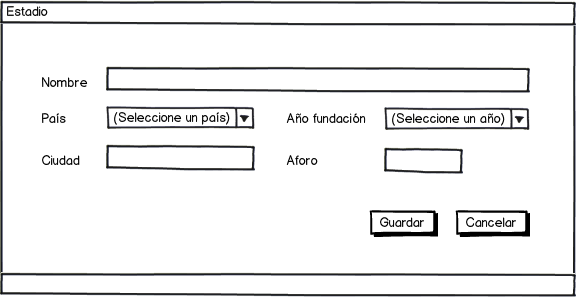 Estadio
Nombre
País (Seleccione un país) Año fundación (Seleccione un año)
Ciudad Aforo
Guardar Cancelar